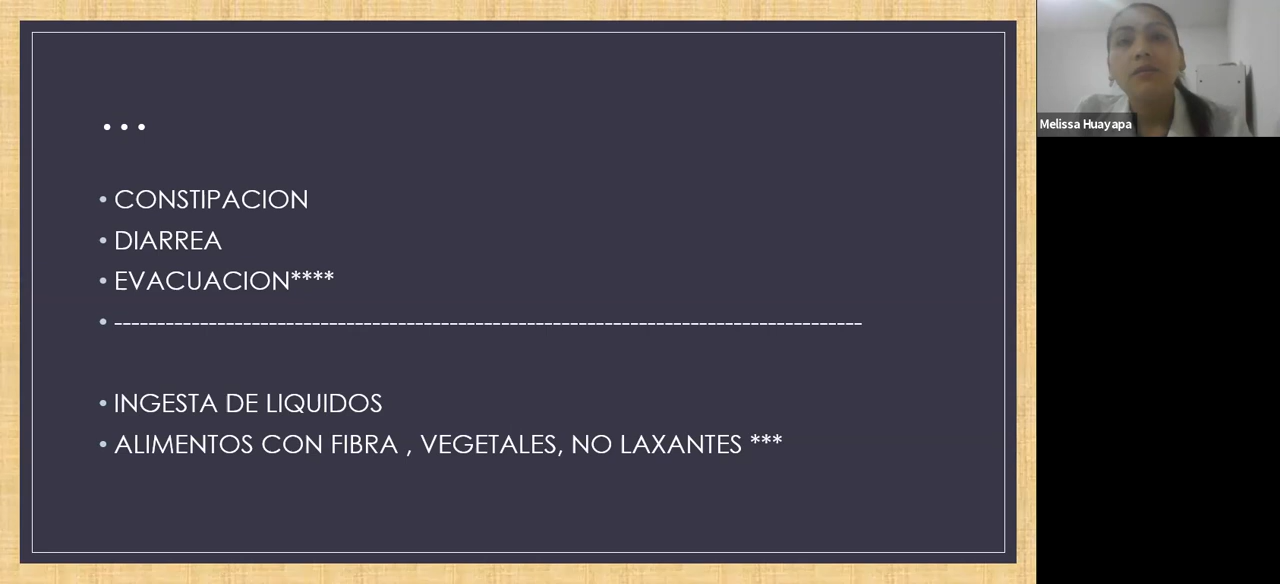 ...
• CONSTIPACION
• DIARREA
• EVACUACION****
• ---------------------------------------------------------------------------------------
• INGESTA DE LIQUIDOS
• ALIMENTOS CON FIBRA , VEGETALES, NO LAXANTES ***
Melissa Huayapa